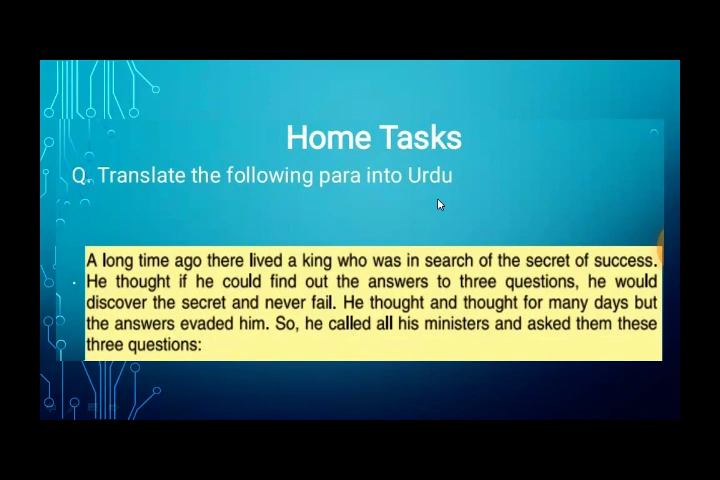 Home Tasks
Q. Translate the following para into Urdu
A long time ago there lived a king who was in search of the secret of success.
He thought if he could find out the answers to three questions, he would
discover the secret and never fail. He thought and thought for many days but
the answers evaded him. So, he called all his ministers and asked them these
three questions: